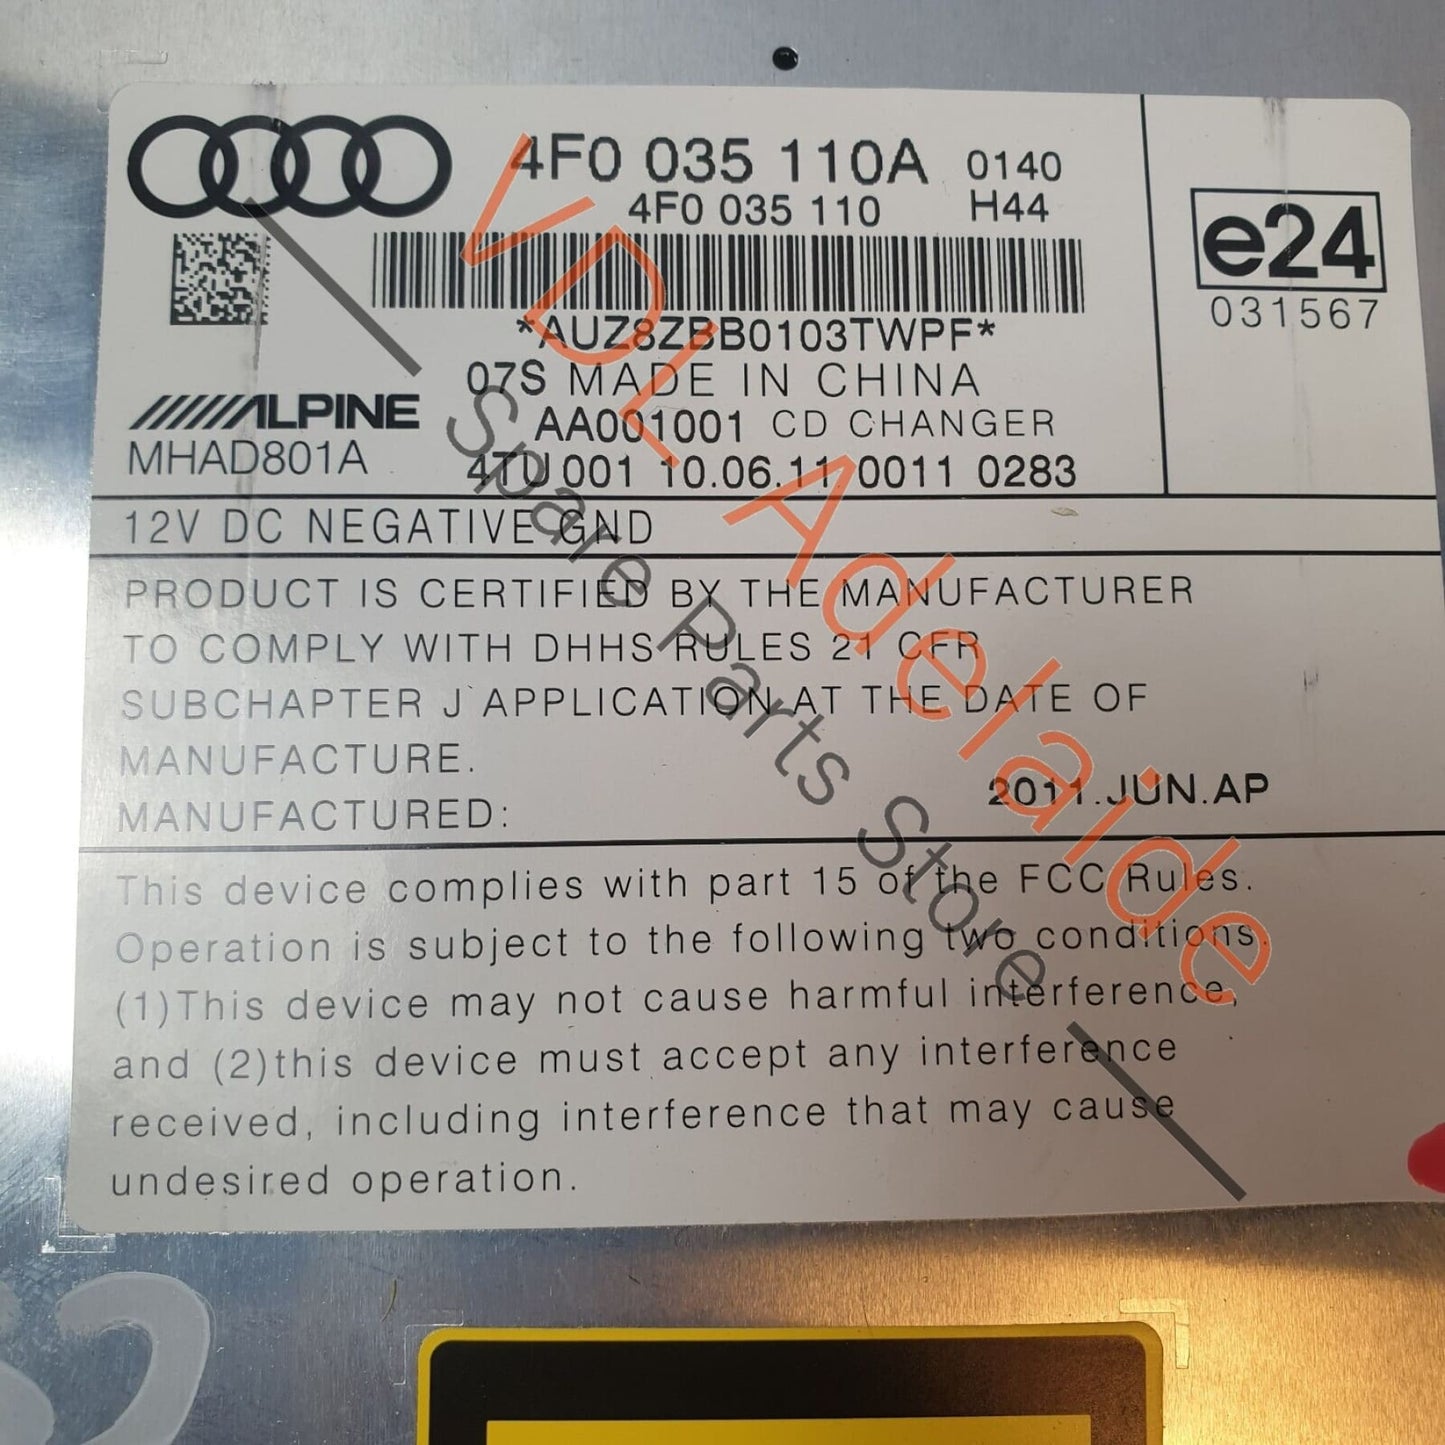 4F0 035 110A 0140
4F0 035 110 H44
e24
031567
*AUZ8ZBB0103TWPF*
07S MADE IN CHINA
ALPINE
AA001001 CD CHANGER
MHAD801A
4TU 001 10.06.11 0011 0283
12V DC NEGATIVE GND
PRODUCT IS CERTIFIED BY THE MANUFACTURER
TO COMPLY WITH DHHS RULES 21 CFR
SUBCHAPTER J APPLICATION AT THE DATE OF
MANUFACTURE.
2011.JUN.AP
MANUFACTURED:
This device complies with part 15 of the FCC Rules.
Operation is subject to the following two conditions.
(1)This device may not cause harmful interference,
and (2)this device must accept any interference
received, including interference that may cause
undesired operation.
VDL Adelaide
Spare Parts Store